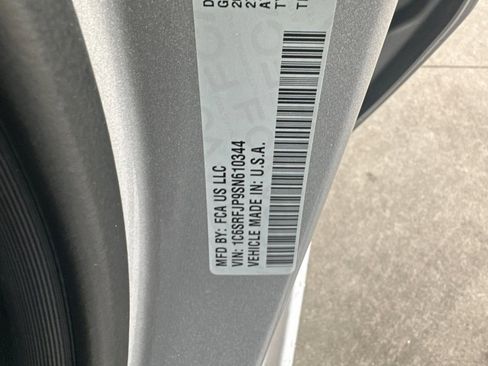 MFD BY: FCA US LLC
VIN: 1C6SRFJP9SN610344
VEHICLE MADE IN: U.S.A.